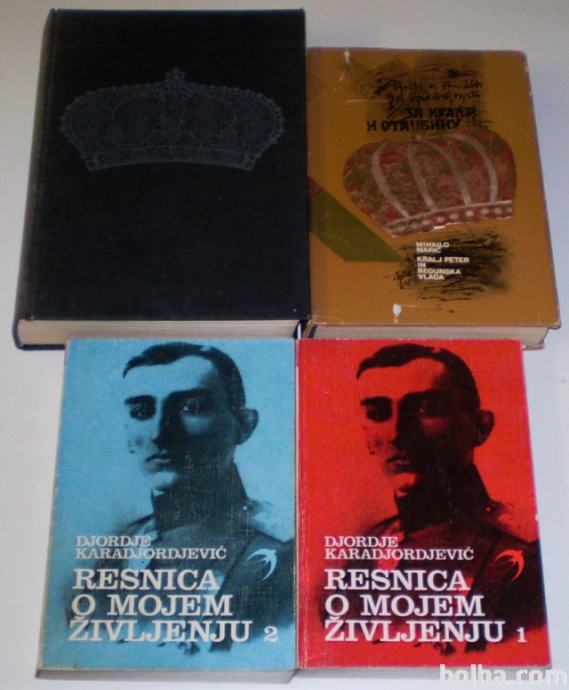 ЗА КРАЉА
И ОТАЏБИНУ
MIHAJLO
MARIĆ
KRALJ PETER
IN
BEGUNSKA
VLADA
DJORDJE
KARADJORDJEVIĆ
RESNICA
O MOJEM
ŽIVLJENJU 2
DJORDJE
KARADJORDJEVIĆ
RESNICA
O MOJEM
ŽIVLJENJU 1
bolha.com